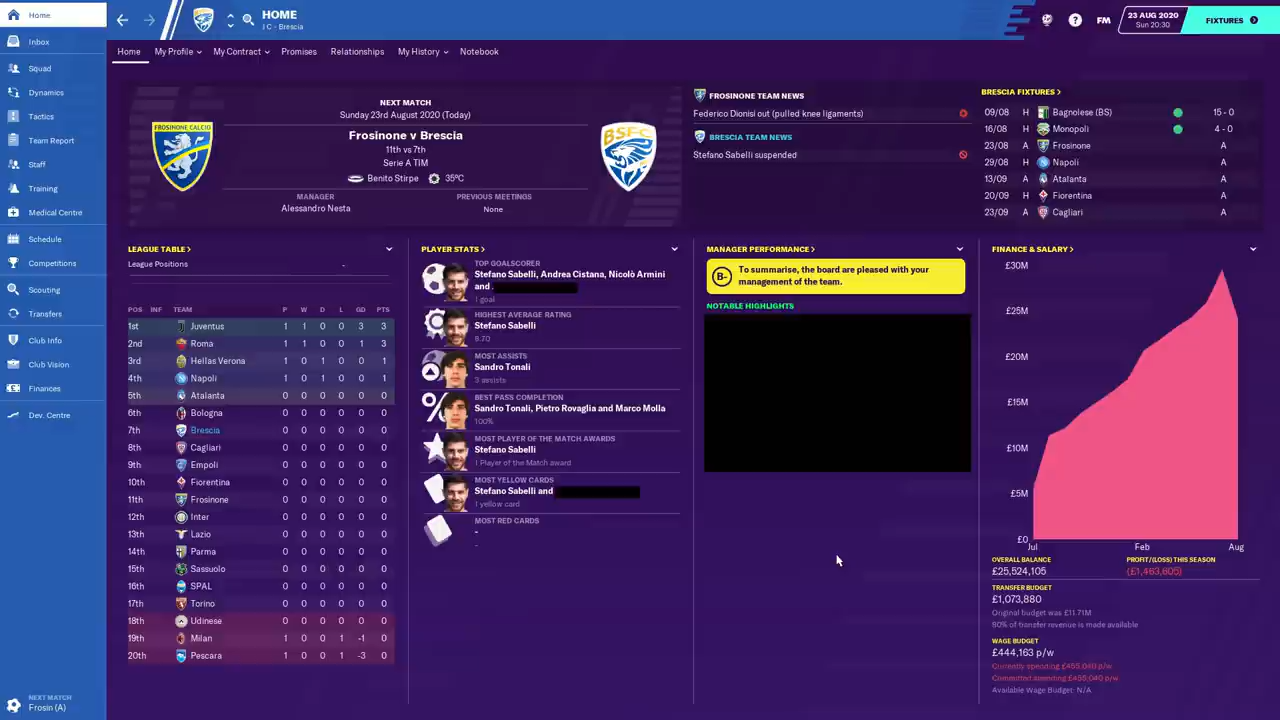 Home
HOME
J C - Brescia
FM
23 AUG 2020
Sun 20:30
FIXTURES
Inbox
Squad
Dynamics
Tactics
Team Report
Staff
Training
Medical Centre
Schedule
Competitions
Scouting
Transfers
Club Info
Club Vision
Finances
Dev. Centre
NEXT MATCH
Frosin (A)
Home
My Profile
My Contract
Promises
Relationships
My History
Notebook
NEXT MATCH
Sunday 23rd August 2020 (Today)
Frosinone v Brescia
11th vs 7th
Serie A TIM
Benito Stirpe 35ºC
MANAGER
Alessandro Nesta
PREVIOUS MEETINGS
None
FROSINONE CALCIO
BSFC
FROSINONE TEAM NEWS
Federico Dionisi out (pulled knee ligaments)
BRESCIA TEAM NEWS
Stefano Sabelli suspended
BRESCIA FIXTURES >
09/08 H Bagnolese (BS) 15 - 0
16/08 H Monopoli 4 - 0
23/08 A Frosinone A
29/08 H Napoli A
13/09 A Atalanta A
20/09 H Fiorentina A
23/09 A Cagliari A
LEAGUE TABLE >
League Positions -
POS INF TEAM P W D L GD PTS
1st Juventus 1 1 0 0 3 3
2nd Roma 1 1 0 0 1 3
3rd Hellas Verona 1 0 1 0 0 1
4th Napoli 1 0 1 0 0 1
5th Atalanta 0 0 0 0 0 0
6th Bologna 0 0 0 0 0 0
7th Brescia 0 0 0 0 0 0
8th Cagliari 0 0 0 0 0 0
9th Empoli 0 0 0 0 0 0
10th Fiorentina 0 0 0 0 0 0
11th Frosinone 0 0 0 0 0 0
12th Inter 0 0 0 0 0 0
13th Lazio 0 0 0 0 0 0
14th Parma 0 0 0 0 0 0
15th Sassuolo 0 0 0 0 0 0
16th SPAL 0 0 0 0 0 0
17th Torino 0 0 0 0 0 0
18th Udinese 0 0 0 0 0 0
19th Milan 1 0 0 1 -1 0
20th Pescara 1 0 0 1 -3 0
PLAYER STATS >
TOP GOALSCORER
Stefano Sabelli, Andrea Cistana, Nicolò Armini
and .
1 goal
HIGHEST AVERAGE RATING
Stefano Sabelli
9.70
MOST ASSISTS
Sandro Tonali
3 assists
BEST PASS COMPLETION
Sandro Tonali, Pietro Rovaglia and Marco Molla
100%
MOST PLAYER OF THE MATCH AWARDS
Stefano Sabelli
1 Player of the Match award
MOST YELLOW CARDS
Stefano Sabelli and
1 yellow card
MOST RED CARDS
-
-
MANAGER PERFORMANCE >
B-
To summarise, the board are pleased with your
management of the team.
NOTABLE HIGHLIGHTS
FINANCE & SALARY >
£30M
£25M
£20M
£15M
£10M
£5M
£0
Jul Feb Aug
OVERALL BALANCE
£25,524,105
PROFIT/(LOSS) THIS SEASON
(£1,463,605)
TRANSFER BUDGET
£1,073,880
Original budget was £11.71M
80% of transfer revenue is made available
WAGE BUDGET
£444,163 p/w
Currently spending £455,040 p/w
Committed spending £455,040 p/w
Available Wage Budget: N/A